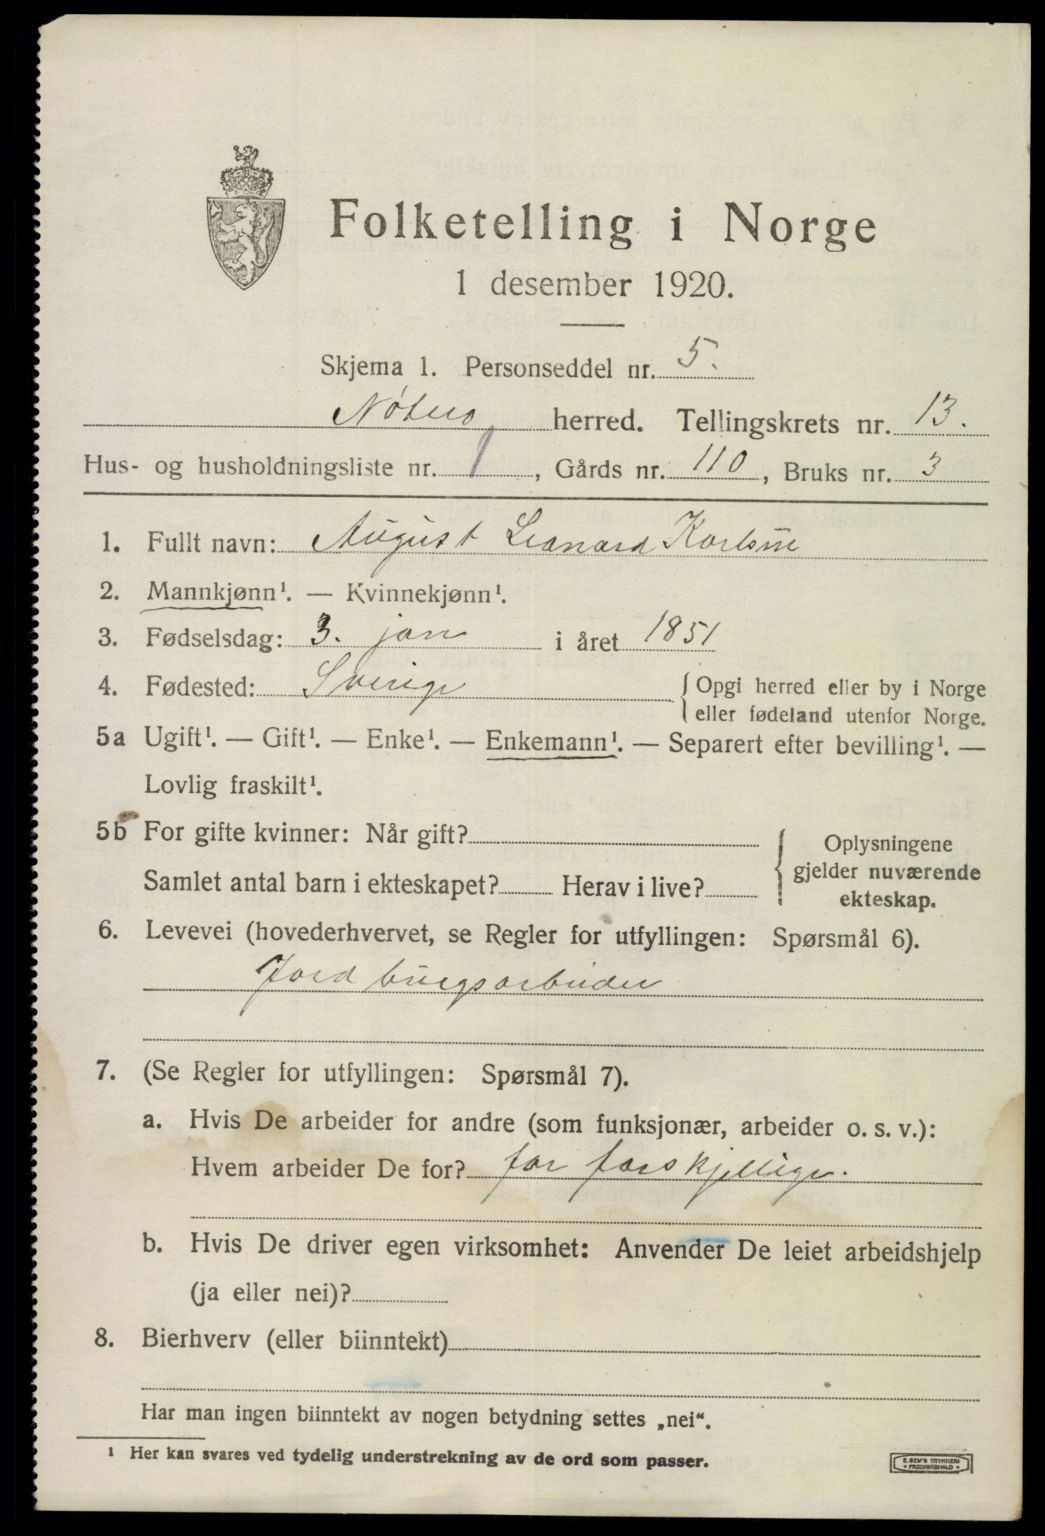 Folketelling i Norge
1 desember 1920.
Skjema 1. Personseddel nr. 5.
Nøtterø herred. Tellingskrets nr. 13.
Hus- og husholdningsliste nr. 1, Gårds nr. 110, Bruks nr. 3
1. Fullt navn: August Leonard Karlsen
2. Mannkjønn¹. — Kvinnekjønn¹.
3. Fødselsdag: 3. jan i året 1851
4. Fødested: Sverige {Opgi herred eller by i Norge
eller fødeland utenfor Norge.
5a Ugift¹. — Gift¹. — Enke¹. — Enkemann¹. — Separert efter bevilling¹. —
Lovlig fraskilt¹.
5b For gifte kvinner: Når gift?
Samlet antal barn i ekteskapet? Herav i live?
Oplysningene
gjelder nuværende
ekteskap.
6. Levevei (hovederhvervet, se Regler for utfyllingen: Spørsmål 6).
Jordbrugsarbeider
7. (Se Regler for utfyllingen: Spørsmål 7).
a. Hvis De arbeider for andre (som funksjonær, arbeider o. s. v.):
Hvem arbeider De for? for forskjellige.
b. Hvis De driver egen virksomhet: Anvender De leiet arbeidshjelp
(ja eller nei)?
8. Bierhverv (eller biinntekt)
Har man ingen biinntekt av nogen betydning settes „nei“.
¹ Her kan svares ved tydelig understrekning av de ord som passer.